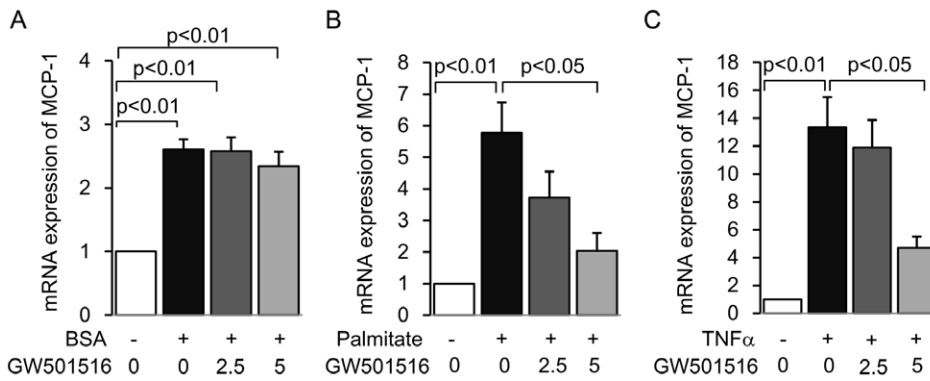 A
mRNA expression of MCP-1
p<0.01
p<0.01
p<0.01
4
3
2
1
0
BSA - + + +
GW501516 0 0 2.5 5
B
mRNA expression of MCP-1
p<0.01 p<0.05
8
7
6
5
4
3
2
1
0
Palmitate - + + +
GW501516 0 0 2.5 5
C
mRNA expression of MCP-1
p<0.01 p<0.05
18
16
14
12
10
8
6
4
2
0
TNFα - + + +
GW501516 0 0 2.5 5